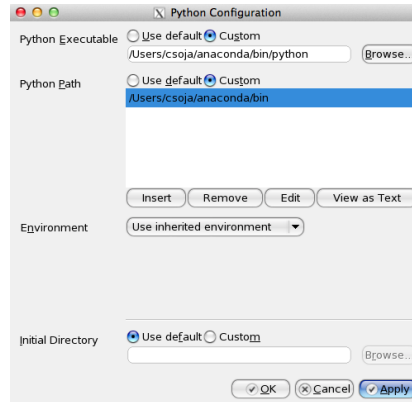 Python Configuration
Python Executable Use default Custom
/Users/csoja/anaconda/bin/python Browse...
Python Path Use default Custom
/Users/csoja/anaconda/bin
Insert Remove Edit View as Text
Environment Use inherited environment
Initial Directory Use default Custom
Browse...
OK Cancel Apply